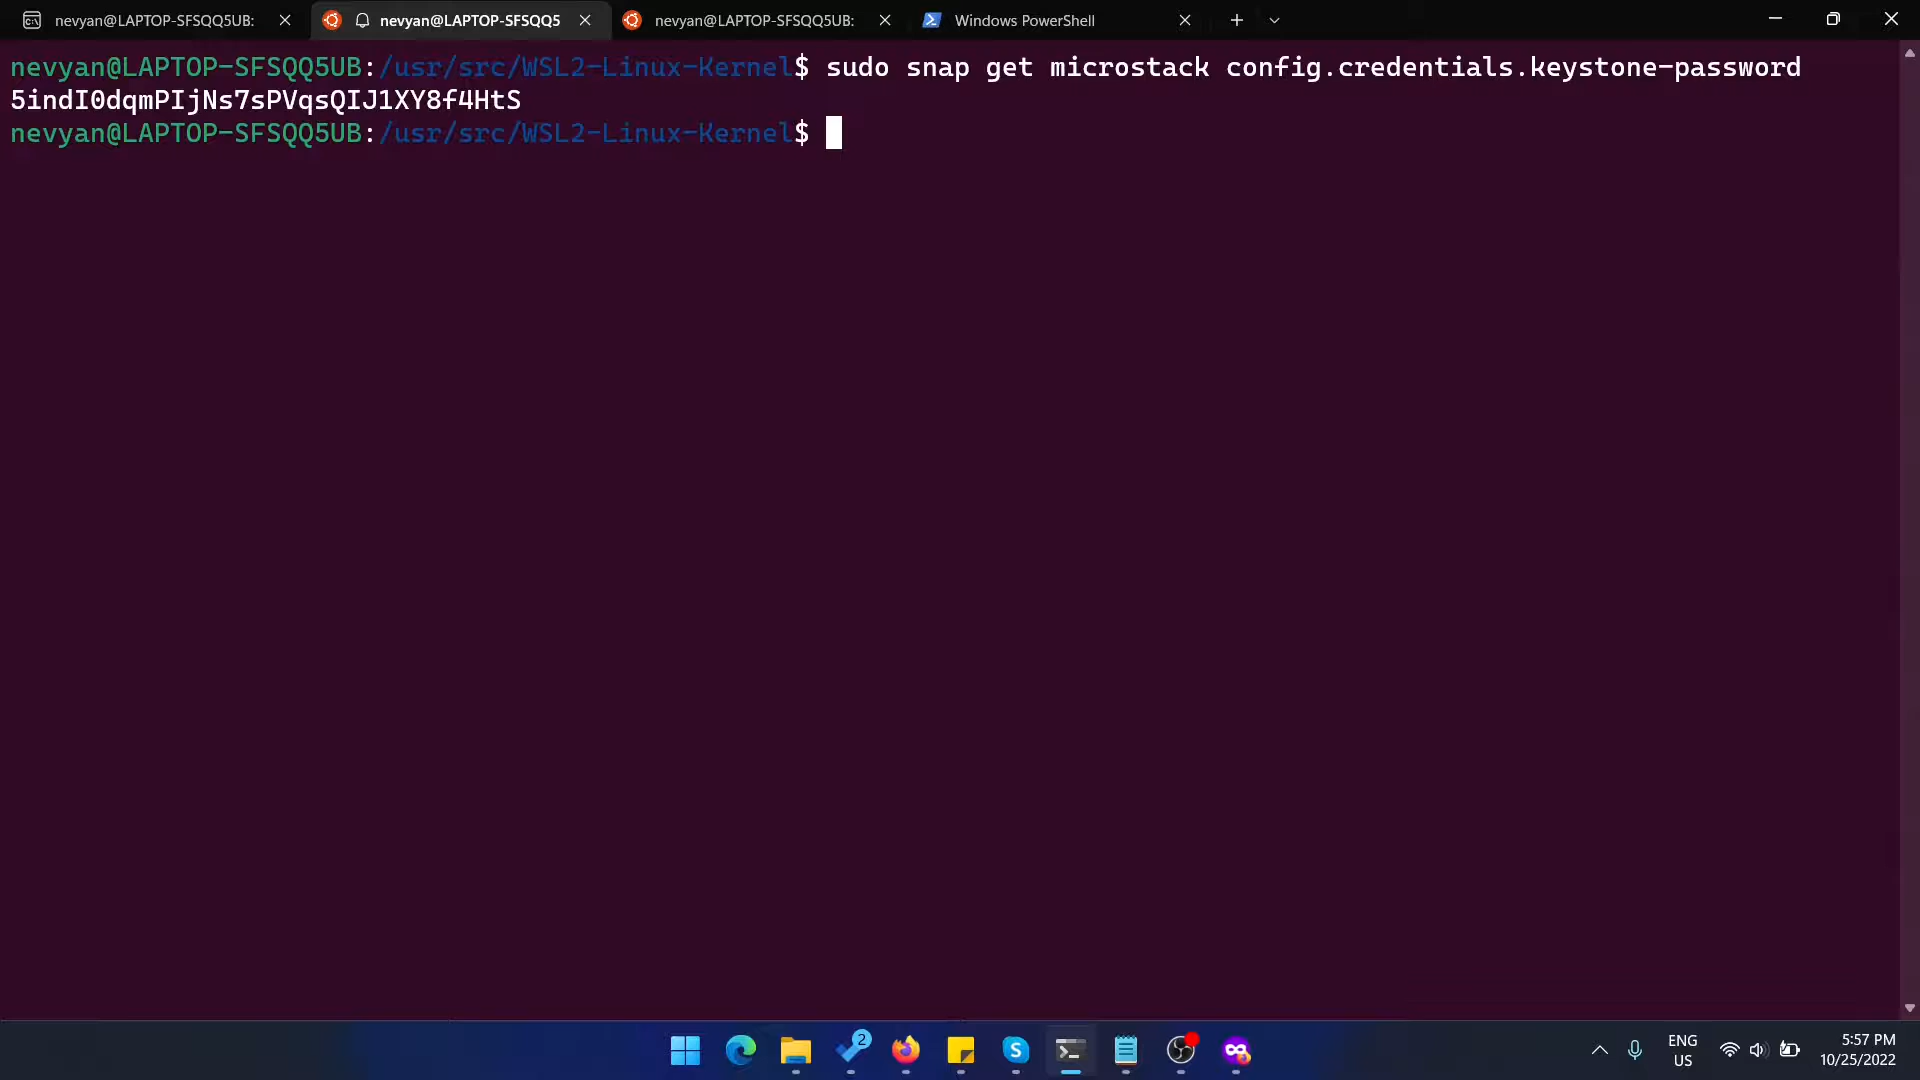 nevyan@LAPTOP-SFSQQ5UB: nevyan@LAPTOP-SFSQQ5 nevyan@LAPTOP-SFSQQ5UB: Windows PowerShell
nevyan@LAPTOP-SFSQQ5UB:/usr/src/WSL2-Linux-Kernel$ sudo snap get microstack config.credentials.keystone-password
5indI0dqmPIjNs7sPVqsQIJ1XY8f4HtS
nevyan@LAPTOP-SFSQQ5UB:/usr/src/WSL2-Linux-Kernel$
2
ENG
US
5:57 PM
10/25/2022